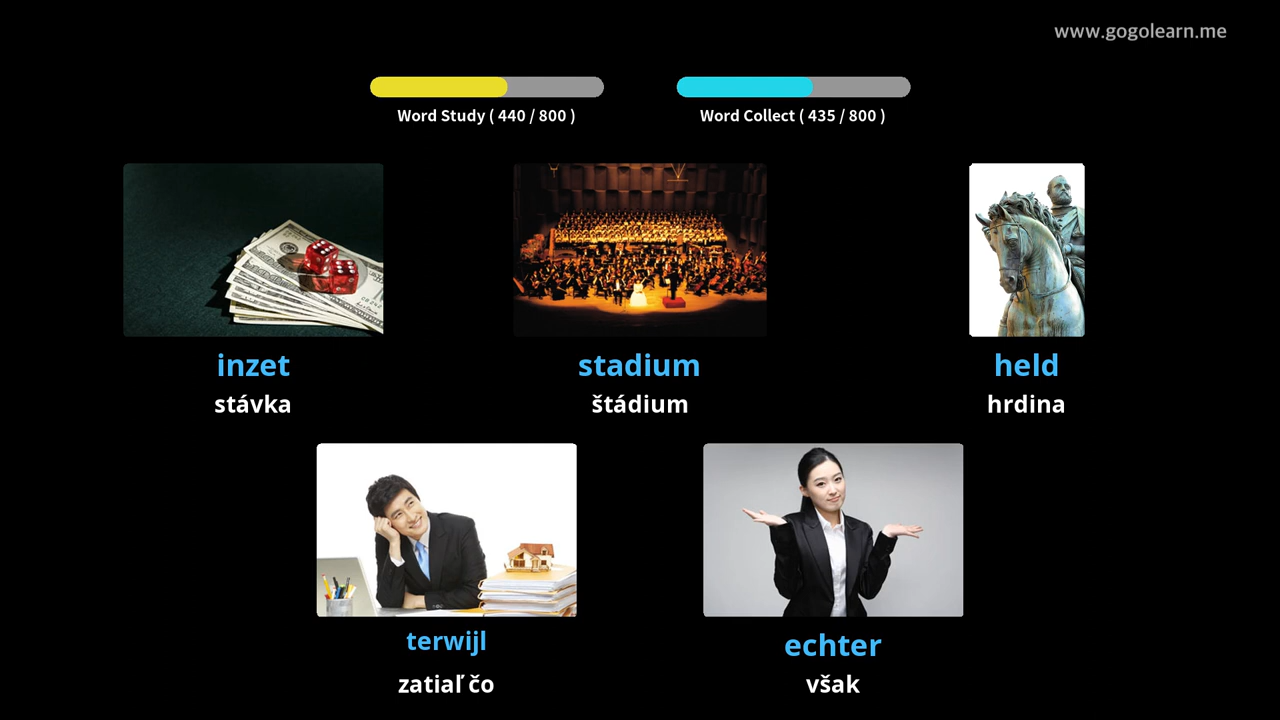 www.gogolearn.me
Word Study ( 440 / 800 )
Word Collect ( 435 / 800 )
inzet
stávka
stadium
štádium
held
hrdina
terwijl
zatiaľ čo
echter
však